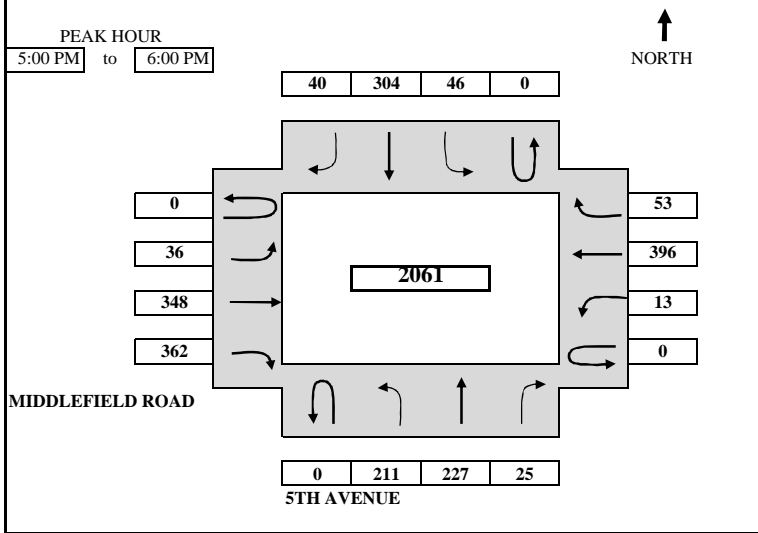 PEAK HOUR
5:00 PM to 6:00 PM
NORTH
40 304 46 0
0 53
36 396
2061
348 13
362 0
MIDDLEFIELD ROAD
0 211 227 25
5TH AVENUE